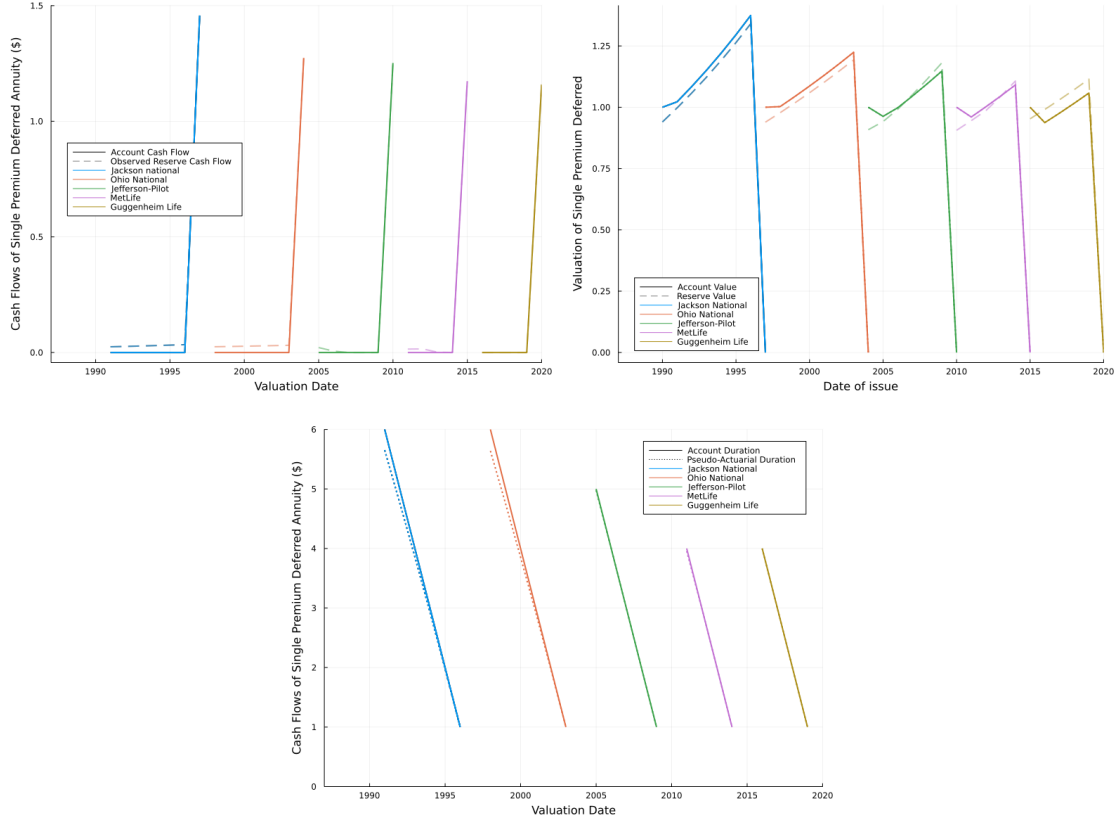 Cash Flows of Single Premium Deferred Annuity ($)
1.5
1.0
0.5
0.0
Account Cash Flow
Observed Reserve Cash Flow
Jackson national
Ohio National
Jefferson-Pilot
MetLife
Guggenheim Life
1990 1995 2000 2005 2010 2015 2020
Valuation Date
Valuation of Single Premium Deferred
1.25
1.00
0.75
0.50
0.25
0.00
Account Value
Reserve Value
Jackson National
Ohio National
Jefferson-Pilot
MetLife
Guggenheim Life
1990 1995 2000 2005 2010 2015 2020
Date of issue
Cash Flows of Single Premium Deferred Annuity ($)
6
5
4
3
2
1
0
Account Duration
Pseudo-Actuarial Duration
Jackson National
Ohio National
Jefferson-Pilot
MetLife
Guggenheim Life
1990 1995 2000 2005 2010 2015 2020
Valuation Date